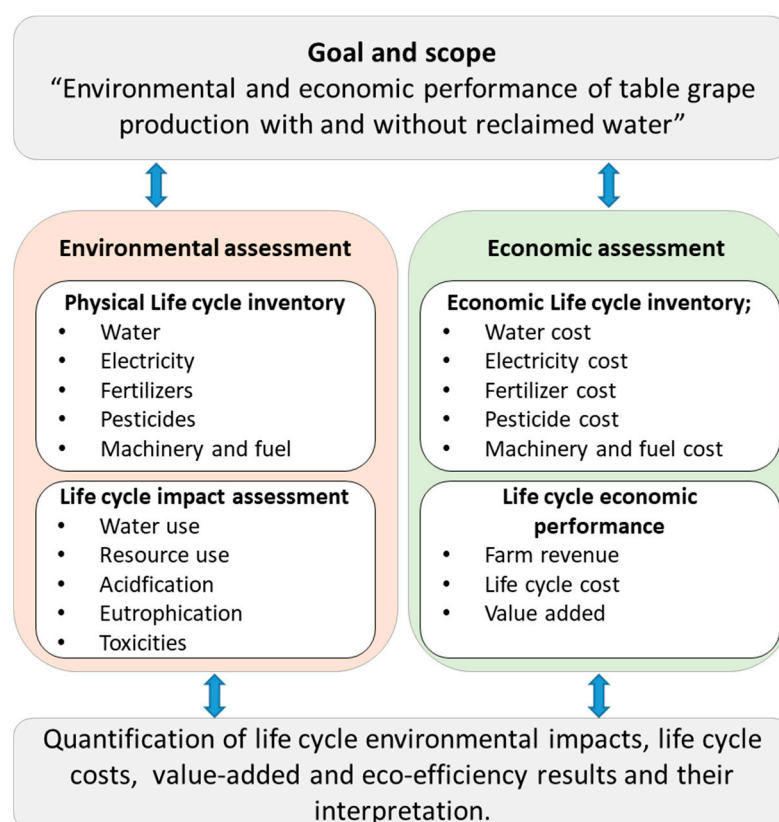 Goal and scope
“Environmental and economic performance of table grape
production with and without reclaimed water”
Environmental assessment
Physical Life cycle inventory
• Water
• Electricity
• Fertilizers
• Pesticides
• Machinery and fuel
Life cycle impact assessment
• Water use
• Resource use
• Acidfication
• Eutrophication
• Toxicities
Economic assessment
Economic Life cycle inventory;
• Water cost
• Electricity cost
• Fertilizer cost
• Pesticide cost
• Machinery and fuel cost
Life cycle economic
performance
• Farm revenue
• Life cycle cost
• Value added
Quantification of life cycle environmental impacts, life cycle
costs, value-added and eco-efficiency results and their
interpretation.